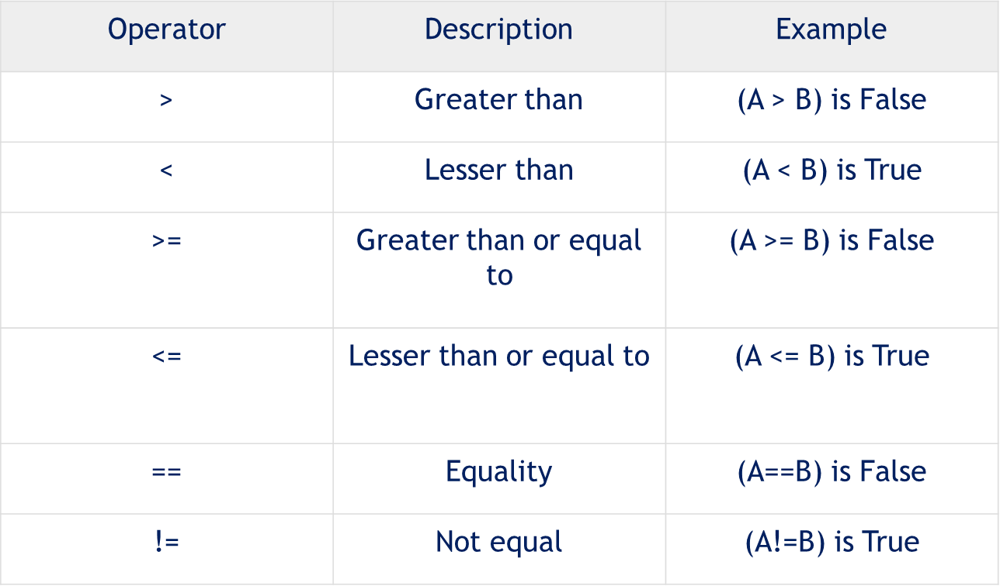 Operator Description Example
> Greater than (A > B) is False
< Lesser than (A < B) is True
>= Greater than or equal (A >= B) is False
to
<= Lesser than or equal to (A <= B) is True
== Equality (A==B) is False
!= Not equal (A!=B) is True